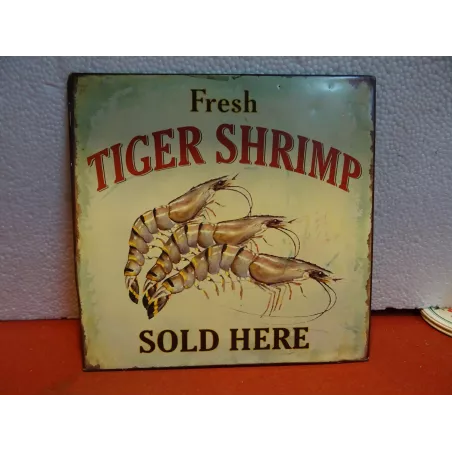 Fresh
TIGER SHRIMP
SOLD HERE